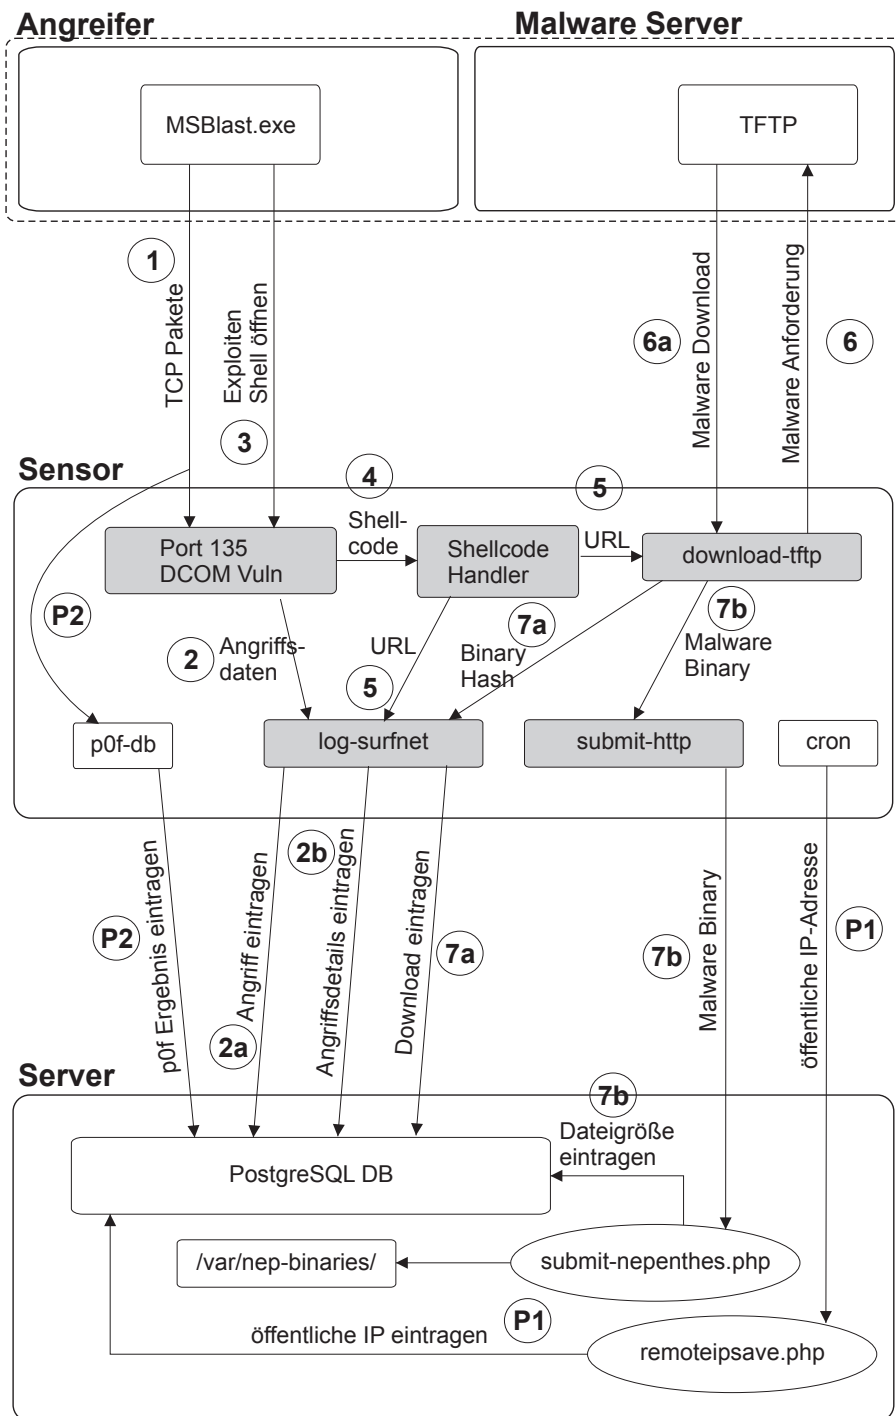 Angreifer
Malware Server
MSBlast.exe
TFTP
1
TCP Pakete
Exploiten
Shell öffnen
3
6a
Malware Download
Malware Anforderung
6
Sensor
4
5
Port 135
DCOM Vuln
Shell-
code
Shellcode
Handler
URL
download-tftp
P2
2
Angriffs-
daten
URL
5
7a
Binary
Hash
7b
Malware
Binary
p0f-db
log-surfnet
submit-http
cron
P2
p0f Ergebnis eintragen
2a
Angriff eintragen
2b
Angriffsdetails eintragen
Download eintragen
7a
7b
Malware Binary
P1
öffentliche IP-Adresse
Server
7b
Dateigröße
eintragen
PostgreSQL DB
/var/nep-binaries/
submit-nepenthes.php
P1
öffentliche IP eintragen
remoteipsave.php